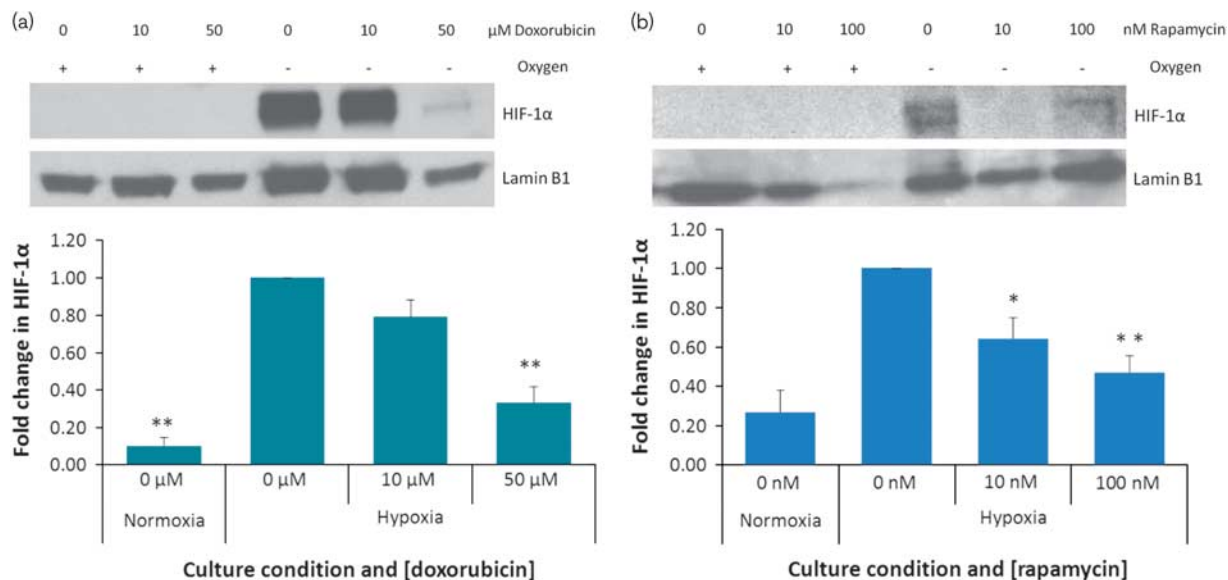 (a)
0 10 50 0 10 50 µM Doxorubicin
+ + + - - - Oxygen
HIF-1α
Lamin B1
Fold change in HIF-1α
1.20
1.00
0.80
0.60
0.40
0.20
0.00
**
**
0 µM 0 µM 10 µM 50 µM
Normoxia Hypoxia
Culture condition and [doxorubicin]
(b)
0 10 100 0 10 100 nM Rapamycin
+ + + - - - Oxygen
HIF-1α
Lamin B1
Fold change in HIF-1α
1.20
1.00
0.80
0.60
0.40
0.20
0.00
*
**
0 nM 0 nM 10 nM 100 nM
Normoxia Hypoxia
Culture condition and [rapamycin]